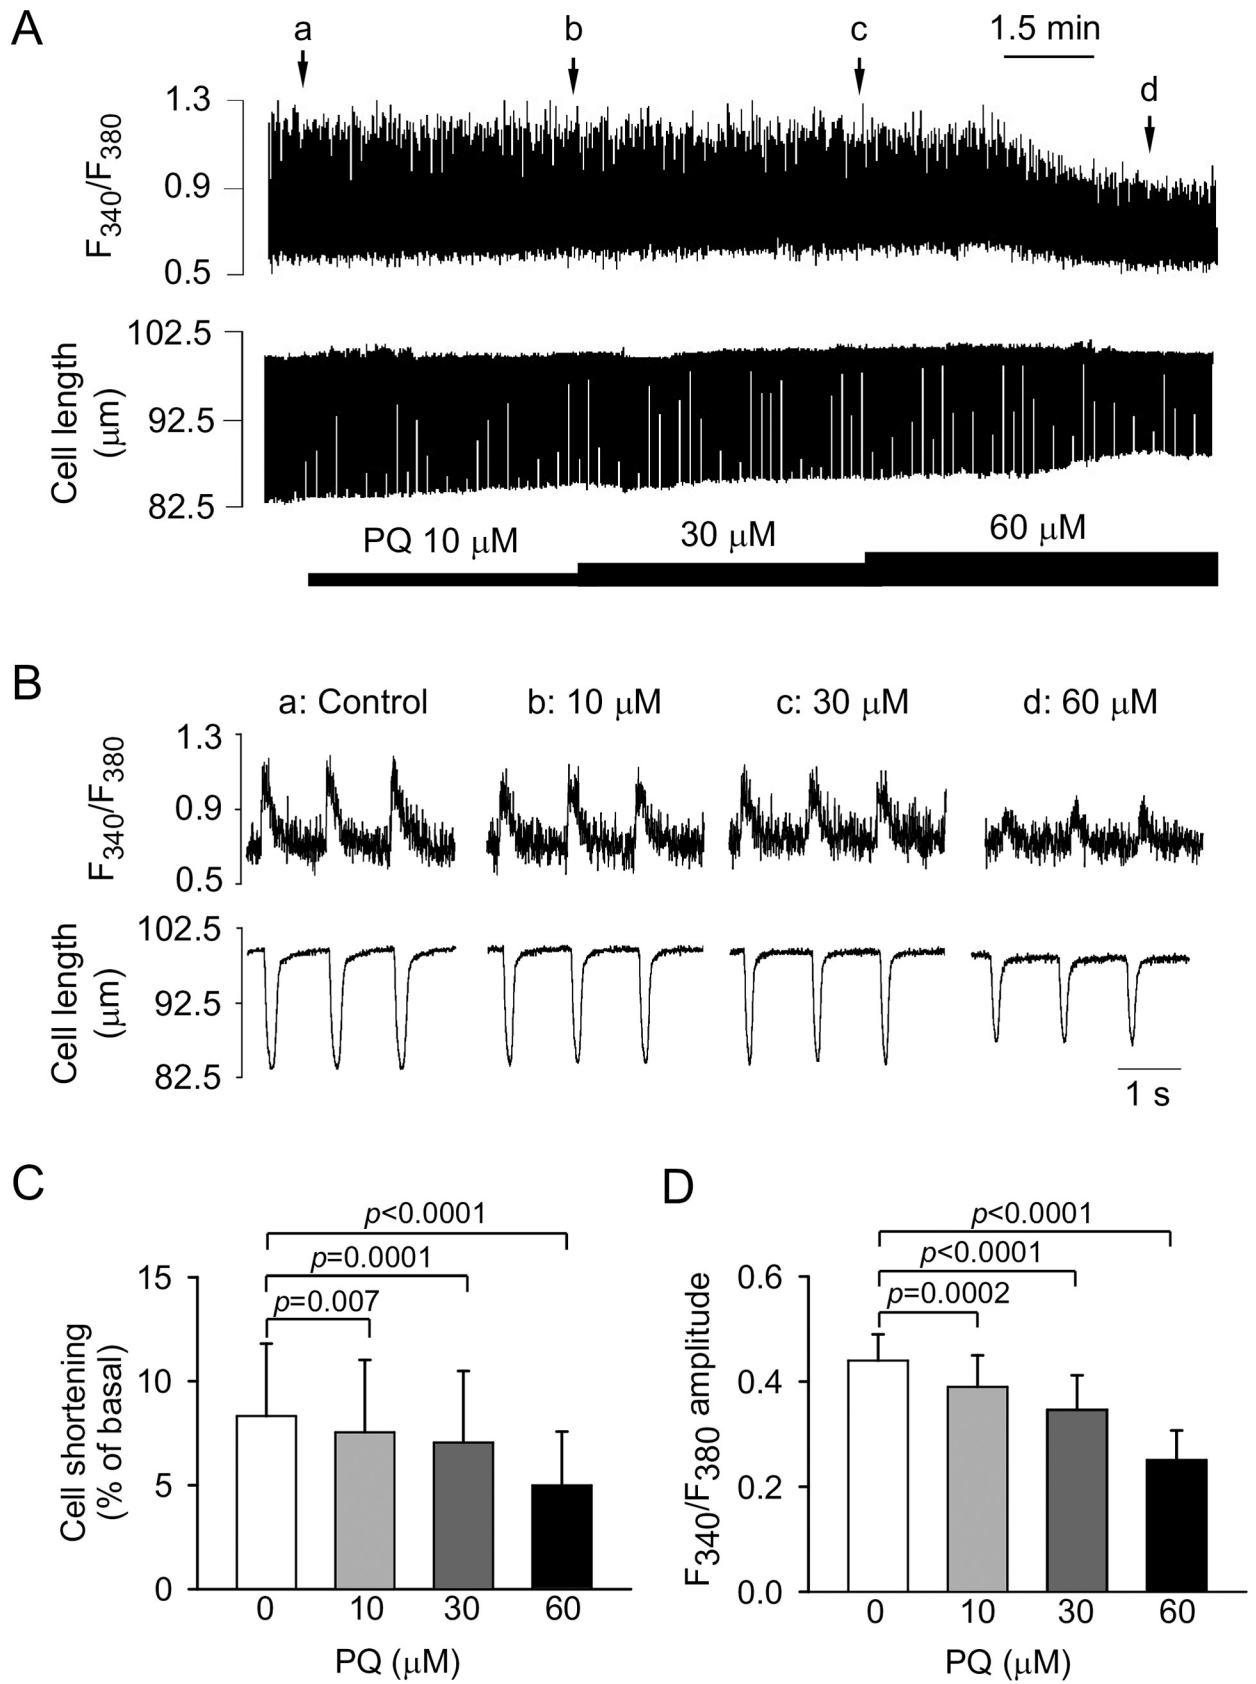 A
a
b
c
1.5 min
d
F340/F380
1.3
0.9
0.5
Cell length
(μm)
102.5
92.5
82.5
PQ 10 μM
30 μM
60 μM
B
a: Control
b: 10 μM
c: 30 μM
d: 60 μM
F340/F380
1.3
0.9
0.5
Cell length
(μm)
102.5
92.5
82.5
1 s
C
p<0.0001
p=0.0001
p=0.007
Cell shortening
(% of basal)
15
10
5
0
0
10
30
60
PQ (μM)
D
p<0.0001
p<0.0001
p=0.0002
F340/F380 amplitude
0.6
0.4
0.2
0.0
0
10
30
60
PQ (μM)